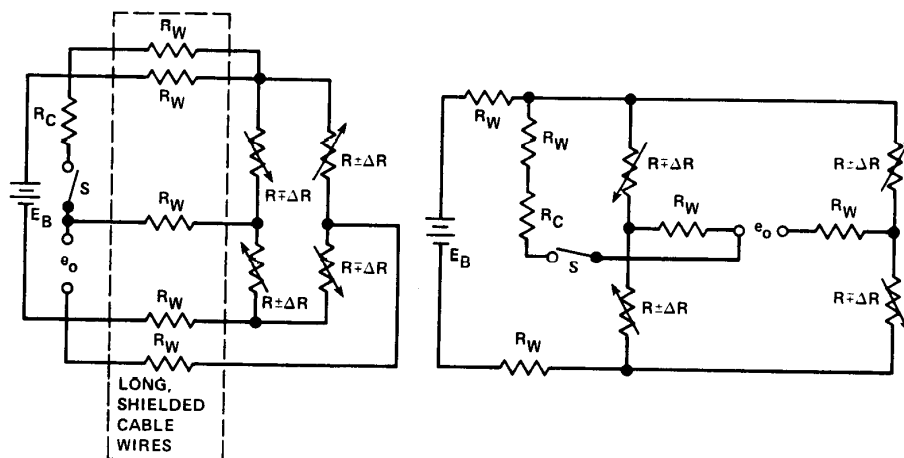 R_W
R_W
R_C
S
E_B
e_o
R∓ΔR
R±ΔR
R_W
R±ΔR
R∓ΔR
R_W
R_W
LONG,
SHIELDED
CABLE
WIRES
R_W
R_W
R_C
S
E_B
R∓ΔR
R±ΔR
R_W
e_o
R_W
R±ΔR
R∓ΔR
R_W